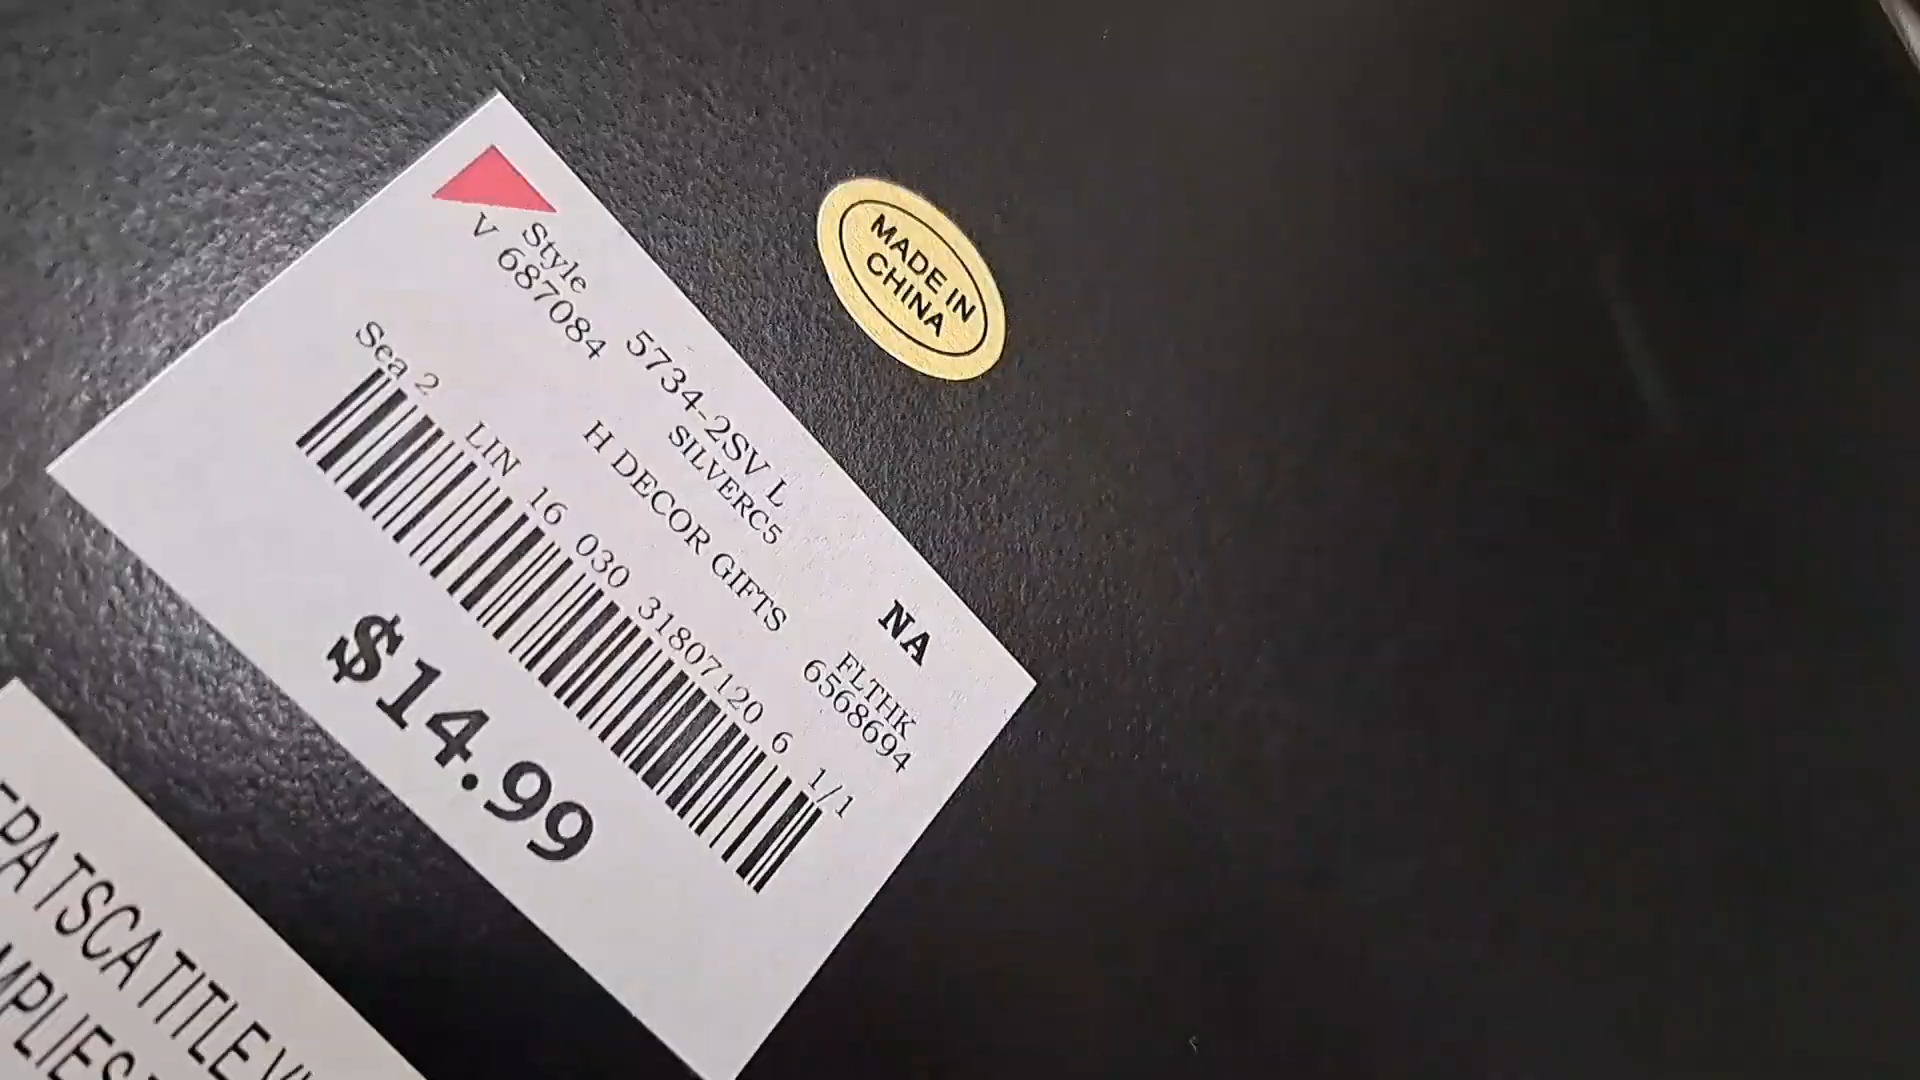 Style 5734-2SV L NA
V 687084 SILVERC5 FLTHK
H DECOR GIFTS 6568694
Sea 2 LIN 16 030 31807120 6 1/1
$14.99
MADE IN
CHINA
EPA TSCA TITLE VI
MPLIES